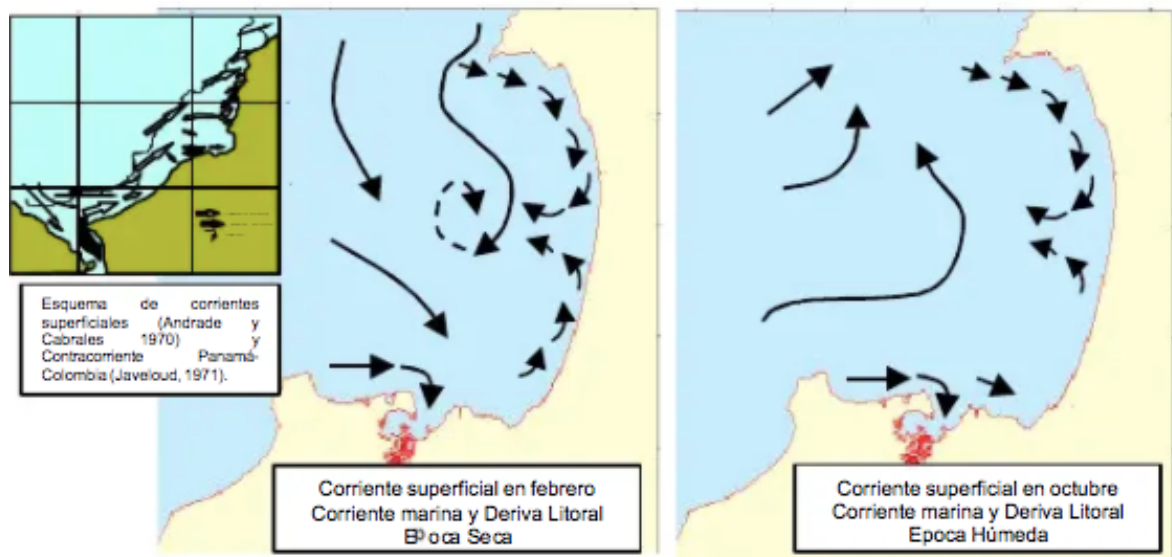 Esquema de corrientes
superficiales (Andrade y
Cabrales 1970) y
Contracorriente Panamá-
Colombia (Javeloud, 1971).
Corriente superficial en febrero
Corriente marina y Deriva Litoral
Epoca Seca
Corriente superficial en octubre
Corriente marina y Deriva Litoral
Epoca Húmeda